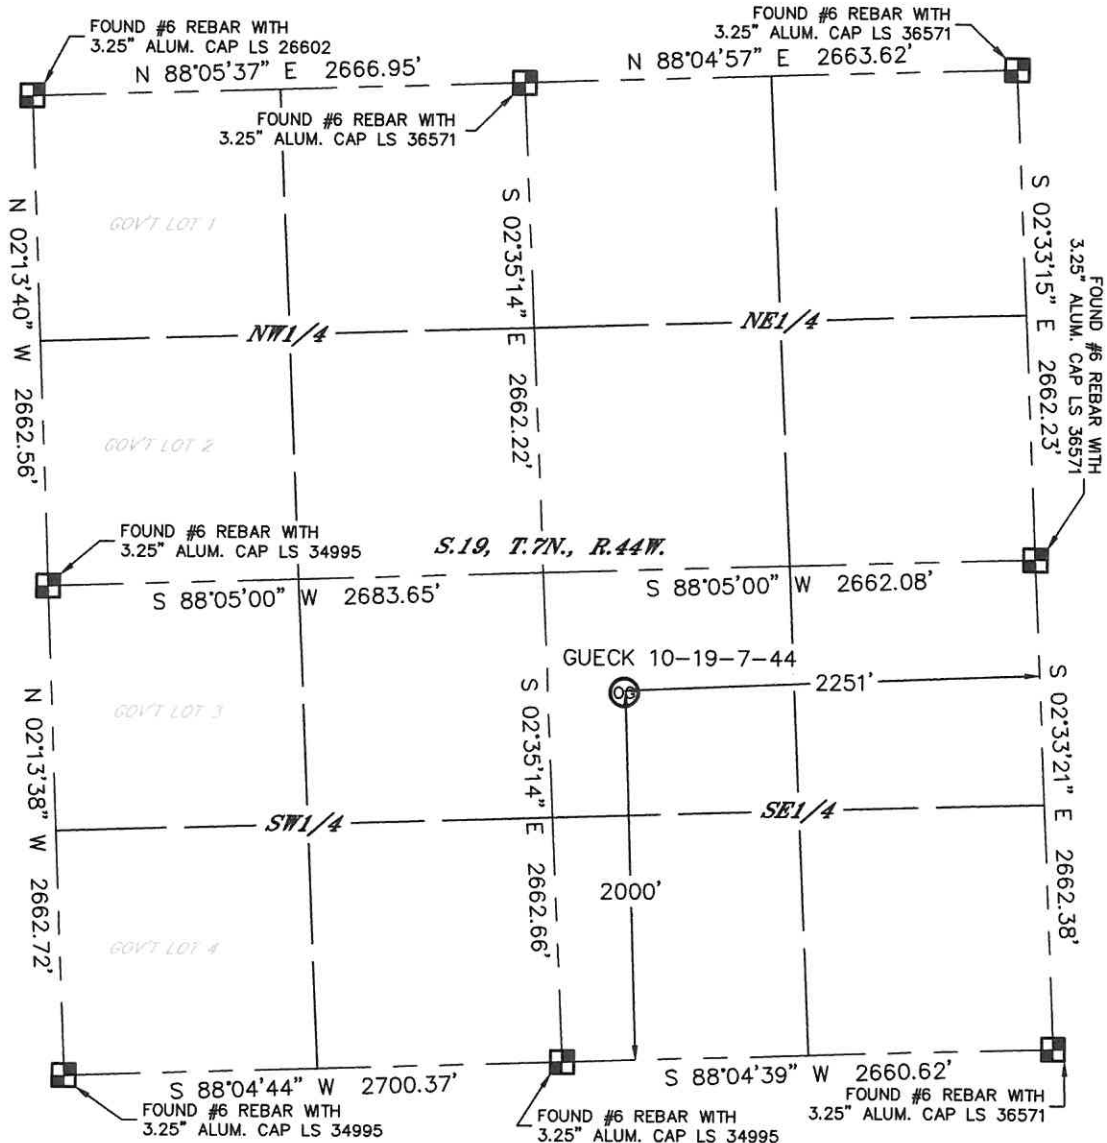 FOUND #6 REBAR WITH
3.25" ALUM. CAP LS 26602
N 88°05'37" E 2666.95'
FOUND #6 REBAR WITH
3.25" ALUM. CAP LS 36571
N 88°04'57" E 2663.62'
FOUND #6 REBAR WITH
3.25" ALUM. CAP LS 36571
GOV'T LOT 1
N 02°13'40" W 2662.56'
S 02°35'14" E 2662.22'
S 02°33'15" E 2662.23'
FOUND #6 REBAR WITH
3.25" ALUM. CAP LS 36571
NW1/4
NE1/4
GOV'T LOT 2
FOUND #6 REBAR WITH
3.25" ALUM. CAP LS 34995
S.19, T.7N., R.44W.
S 88°05'00" W 2683.65'
S 88°05'00" W 2662.08'
GUECK 10-19-7-44
OG
2251'
GOV'T LOT 3
N 02°13'38" W 2662.72'
S 02°35'14" E 2662.66'
S 02°33'21" E 2662.38'
SW1/4
SE1/4
2000'
GOV'T LOT 4
S 88°04'44" W 2700.37'
S 88°04'39" W 2660.62'
FOUND #6 REBAR WITH
3.25" ALUM. CAP LS 34995
FOUND #6 REBAR WITH
3.25" ALUM. CAP LS 34995
FOUND #6 REBAR WITH
3.25" ALUM. CAP LS 36571